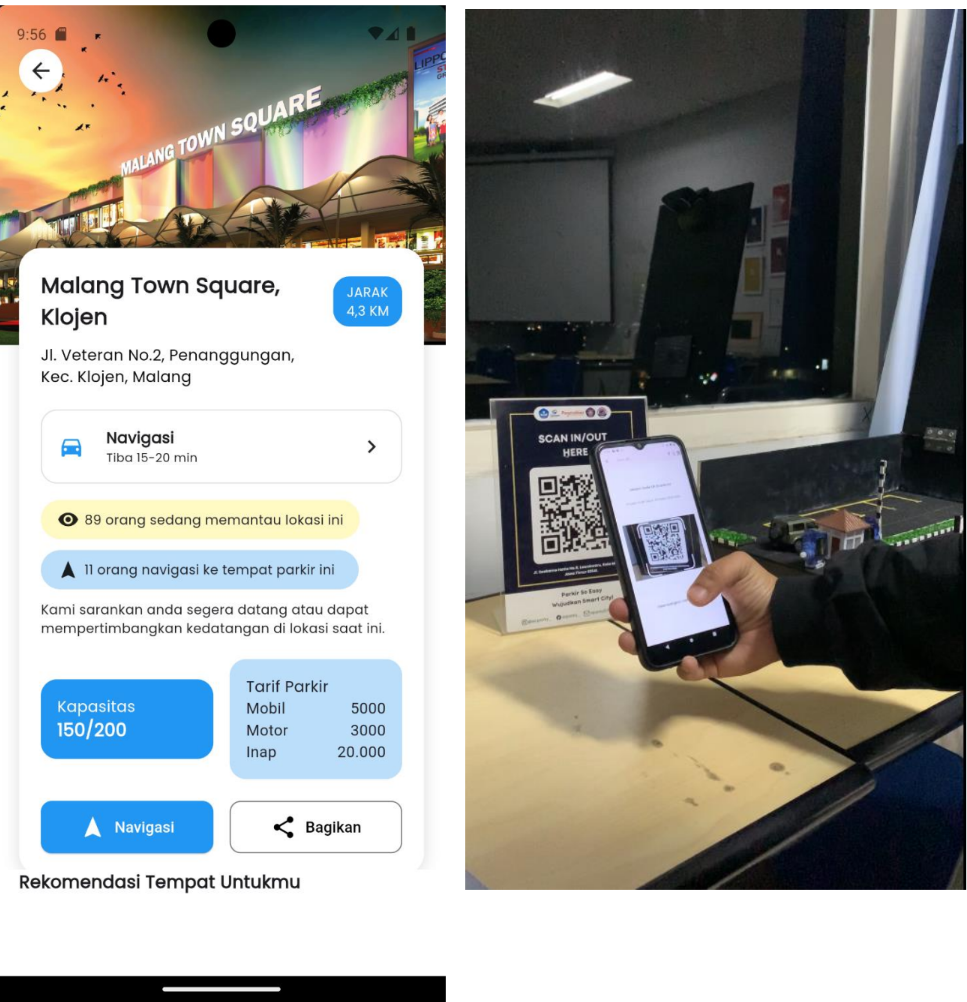 9:56
MALANG TOWN SQUARE
Malang Town Square,
Klojen
JARAK
4,3 KM
Jl. Veteran No.2, Penanggungan,
Kec. Klojen, Malang
Navigasi
Tiba 15-20 min
89 orang sedang memantau lokasi ini
11 orang navigasi ke tempat parkir ini
Kami sarankan anda segera datang atau dapat
mempertimbangkan kedatangan di lokasi saat ini.
Kapasitas
150/200
Tarif Parkir
Mobil 5000
Motor 3000
Inap 20.000
Navigasi
Bagikan
Rekomendasi Tempat Untukmu
SCAN IN/OUT
HERE
Parkir So Easy
Wujudkan Smart City!